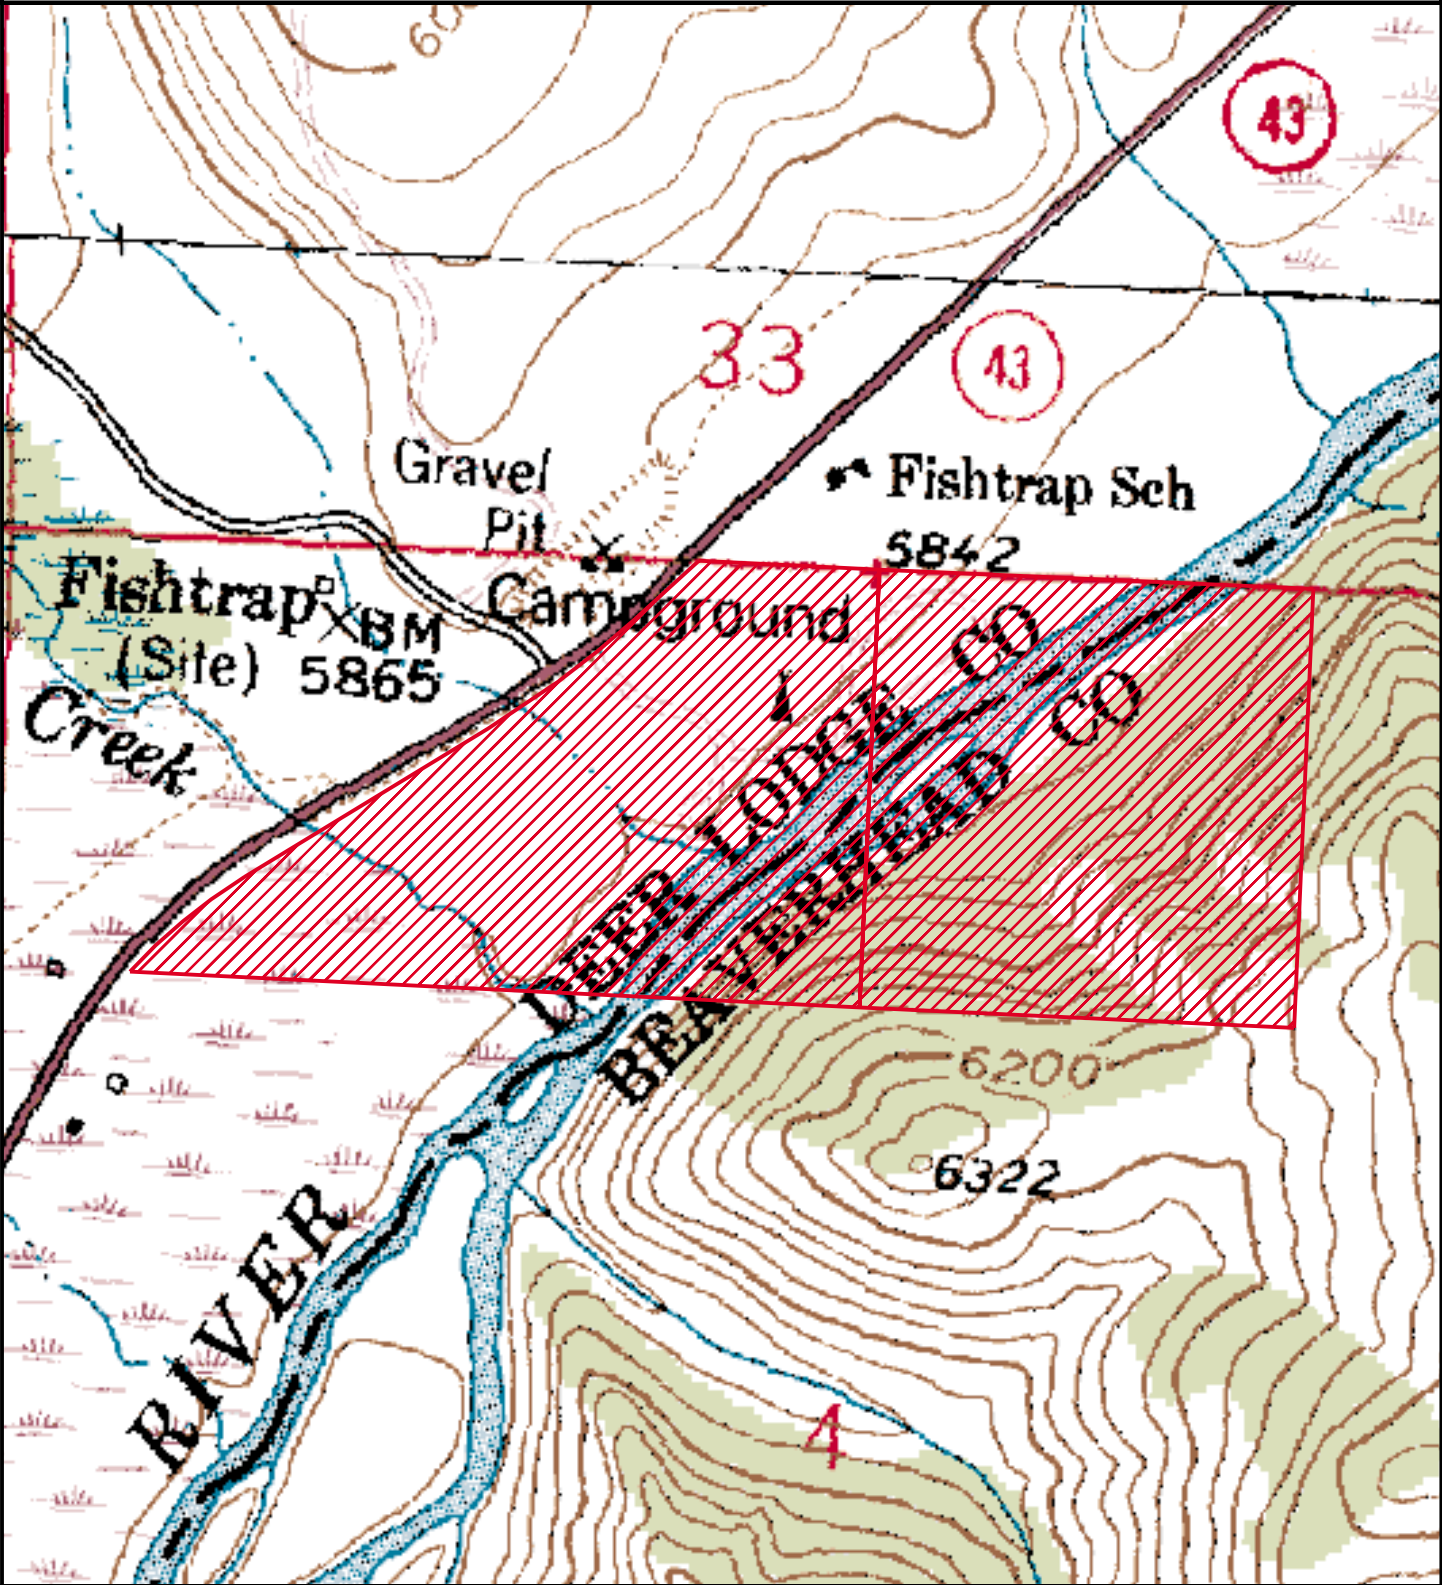 43
33
43
Gravel
Pit
Fishtrap Sch
5842
Fishtrap
BM
(Site) 5865
Campground
Creek
DEER LODGE CO
BEAVERHEAD CO
6200
6322
RIVER
4